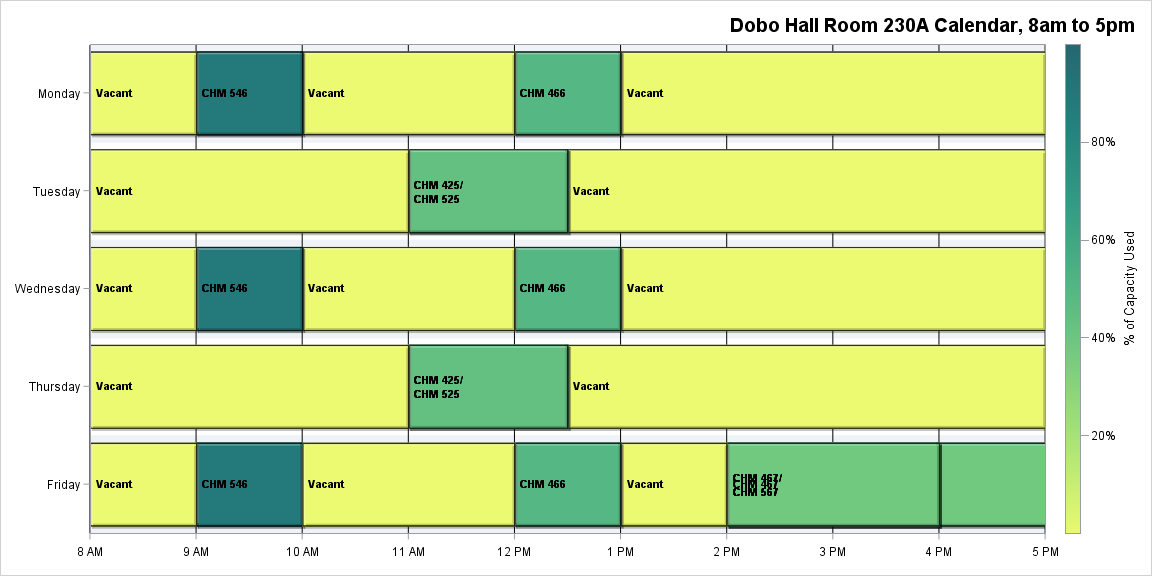 Dobo Hall Room 230A Calendar, 8am to 5pm
Monday
Vacant
CHM 546
Vacant
CHM 466
Vacant
Tuesday
Vacant
CHM 425/
CHM 525
Vacant
Wednesday
Vacant
CHM 546
Vacant
CHM 466
Vacant
Thursday
Vacant
CHM 425/
CHM 525
Vacant
Friday
Vacant
CHM 546
Vacant
CHM 466
Vacant
CHM 467/
CHM 467
CHM 567
8 AM
9 AM
10 AM
11 AM
12 PM
1 PM
2 PM
3 PM
4 PM
5 PM
80%
60%
40%
20%
% of Capacity Used